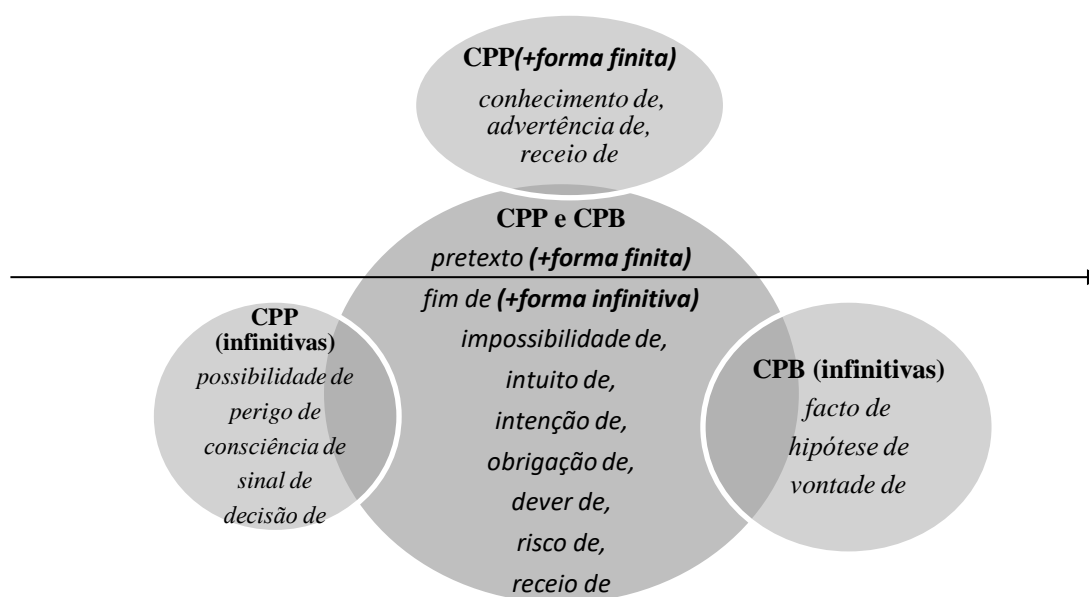 CPP(+forma finita)
conhecimento de,
advertência de,
receio de
CPP e CPB
pretexto (+forma finita)
fim de (+forma infinitiva)
impossibilidade de,
intuito de,
intenção de,
obrigação de,
dever de,
risco de,
receio de
CPP
(infinitivas)
possibilidade de
perigo de
consciência de
sinal de
decisão de
CPB (infinitivas)
facto de
hipótese de
vontade de